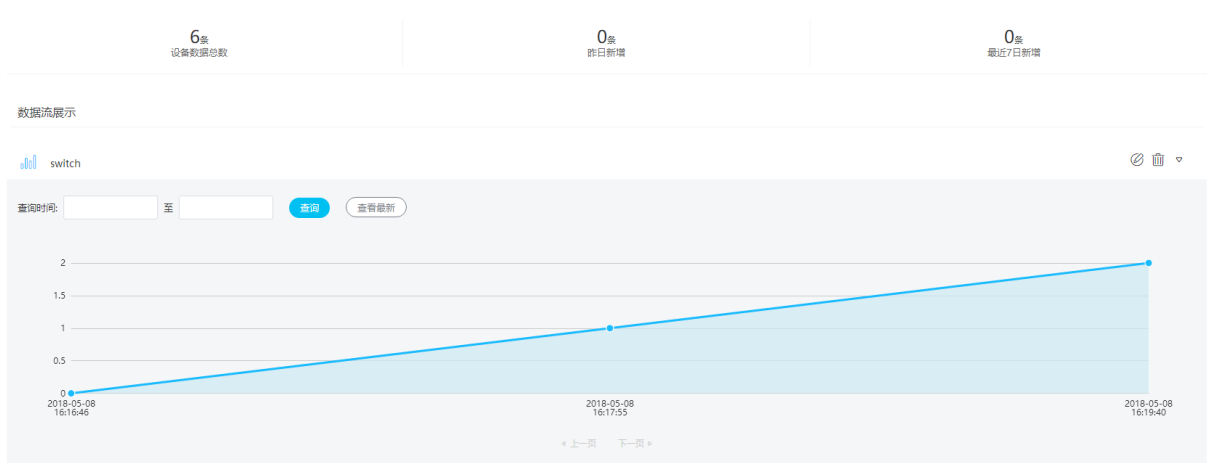 6条
设备数据总数
0条
昨日新增
0条
最近7日新增
数据流展示
switch
查询时间: 至 查询 查看最新
2
1.5
1
0.5
0
2018-05-08
16:16:46
2018-05-08
16:17:55
2018-05-08
16:19:40
« 上一页 下一页 »